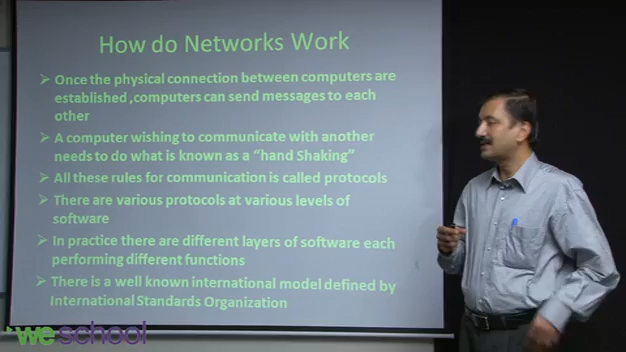 How do Networks Work
➢ Once the physical connection between computers are
established ,computers can send messages to each
other
➢ A computer wishing to communicate with another
needs to do what is known as a "hand Shaking"
➢ All these rules for communication is called protocols
➢ There are various protocols at various levels of
software
➢ In practice there are different layers of software each
performing different functions
➢ There is a well known international model defined by
International Standards Organization
weschool